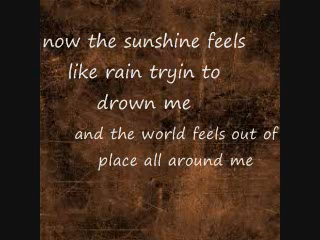 now the sunshine feels
like rain tryin to
drown me
and the world feels out of
place all around me